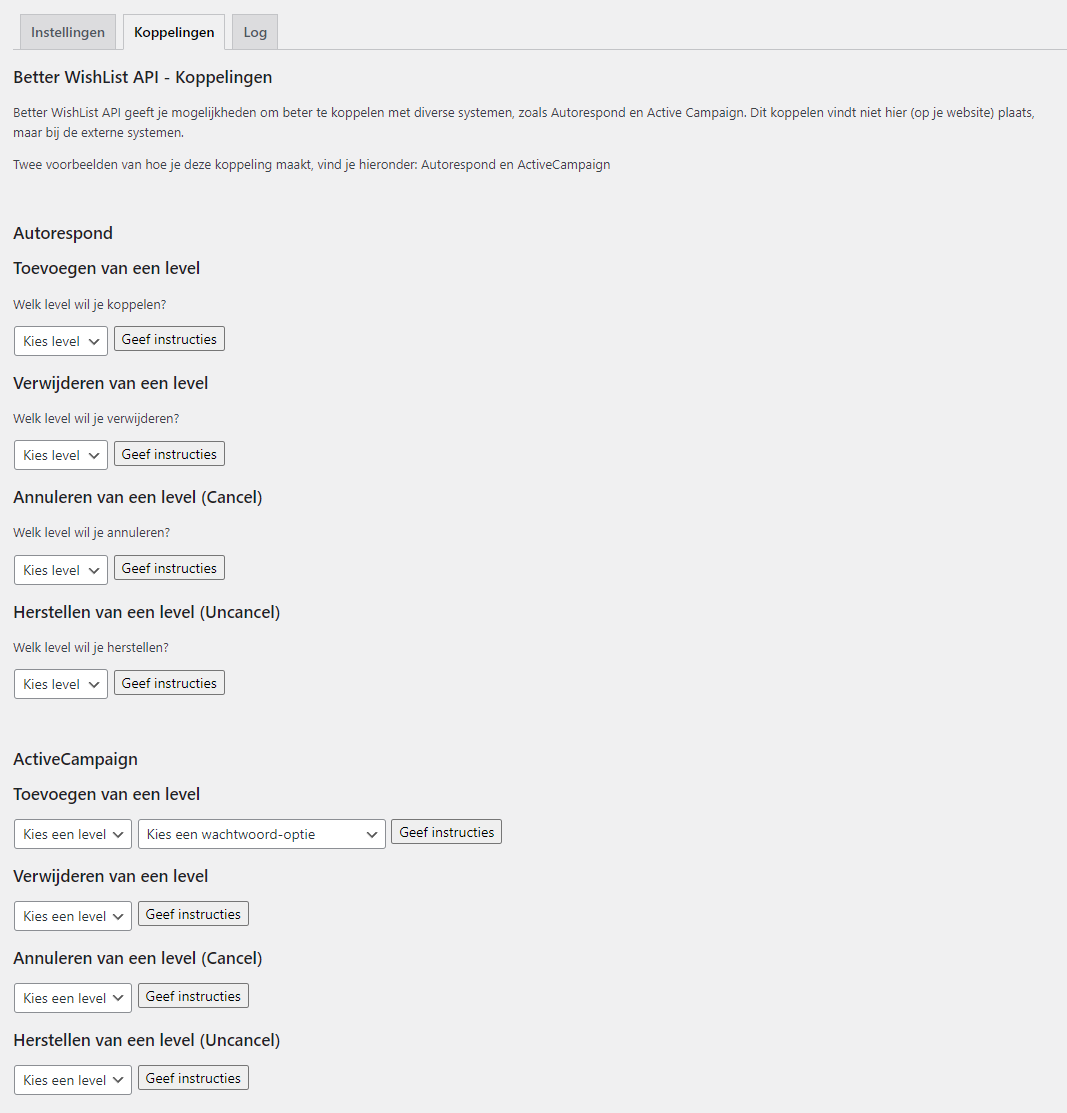 Instellingen
Koppelingen
Log
Better WishList API - Koppelingen
Better WishList API geeft je mogelijkheden om beter te koppelen met diverse systemen, zoals Autorespond en Active Campaign. Dit koppelen vindt niet hier (op je website) plaats,
maar bij de externe systemen.
Twee voorbeelden van hoe je deze koppeling maakt, vind je hieronder: Autorespond en ActiveCampaign
Autorespond
Toevoegen van een level
Welk level wil je koppelen?
Kies level Geef instructies
Verwijderen van een level
Welk level wil je verwijderen?
Kies level Geef instructies
Annuleren van een level (Cancel)
Welk level wil je annuleren?
Kies level Geef instructies
Herstellen van een level (Uncancel)
Welk level wil je herstellen?
Kies level Geef instructies
ActiveCampaign
Toevoegen van een level
Kies een level Kies een wachtwoord-optie Geef instructies
Verwijderen van een level
Kies een level Geef instructies
Annuleren van een level (Cancel)
Kies een level Geef instructies
Herstellen van een level (Uncancel)
Kies een level Geef instructies